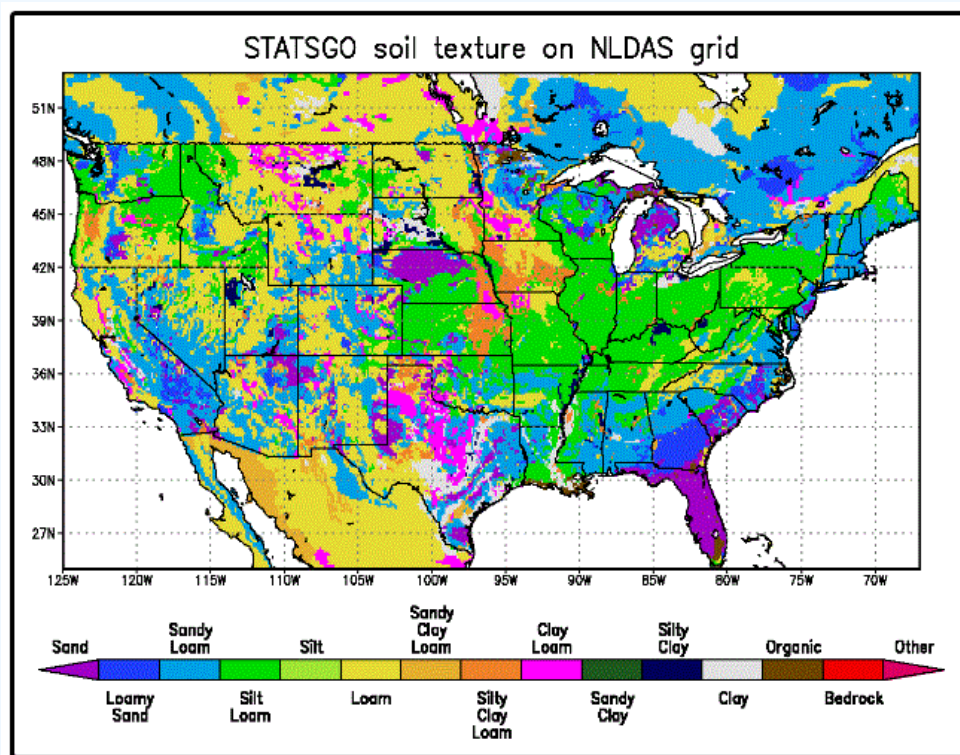 STATSGO soil texture on NLDAS grid
51N
48N
45N
42N
39N
36N
33N
30N
27N
125W 120W 115W 110W 105W 100W 95W 90W 85W 80W 75W 70W
Sand
Sandy
Loam
Silt
Sandy
Clay
Loam
Clay
Loam
Silty
Clay
Organic
Other
Loamy
Sand
Silt
Loam
Loam
Silty
Clay
Loam
Sandy
Clay
Clay
Bedrock